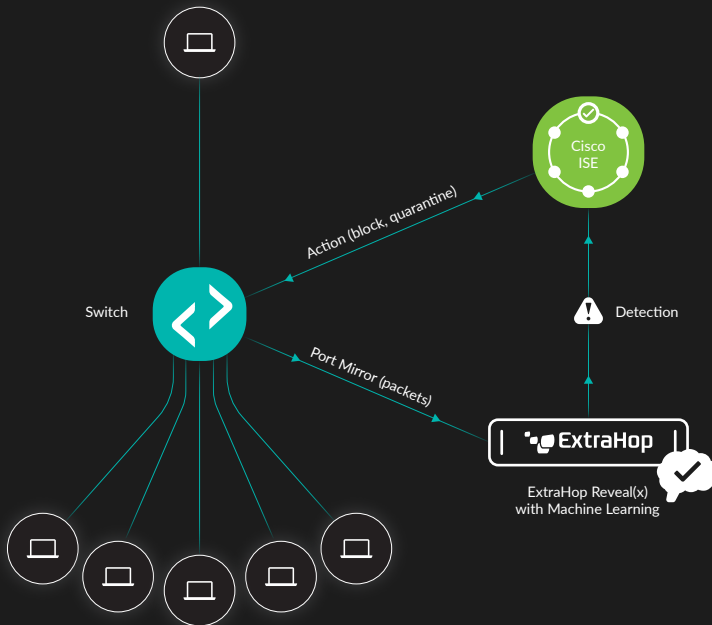 Cisco
ISE
Action (block, quarantine)
Switch
Detection
Port Mirror (packets)
ExtraHop
ExtraHop Reveal(x)
with Machine Learning